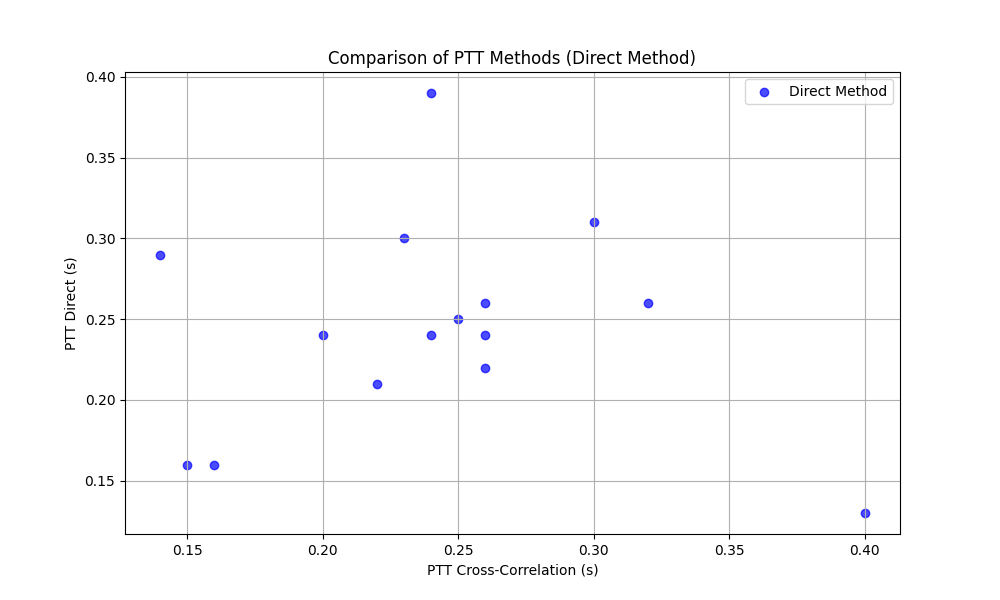 Comparison of PTT Methods (Direct Method)
Direct Method
0.40
0.35
0.30
0.25
0.20
0.15
PTT Direct (s)
0.15 0.20 0.25 0.30 0.35 0.40
PTT Cross-Correlation (s)